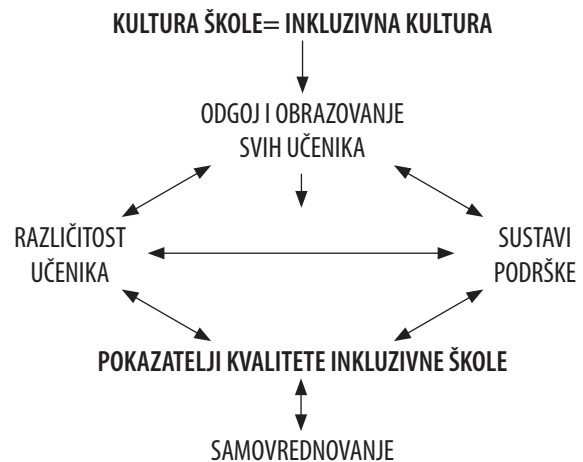 KULTURA ŠKOLE= INKLUZIVNA KULTURA
ODGOJ I OBRAZOVANJE
SVIH UČENIKA
RAZLIČITOST
UČENIKA
SUSTAVI
PODRŠKE
POKAZATELJI KVALITETE INKLUZIVNE ŠKOLE
SAMOVREDNOVANJE